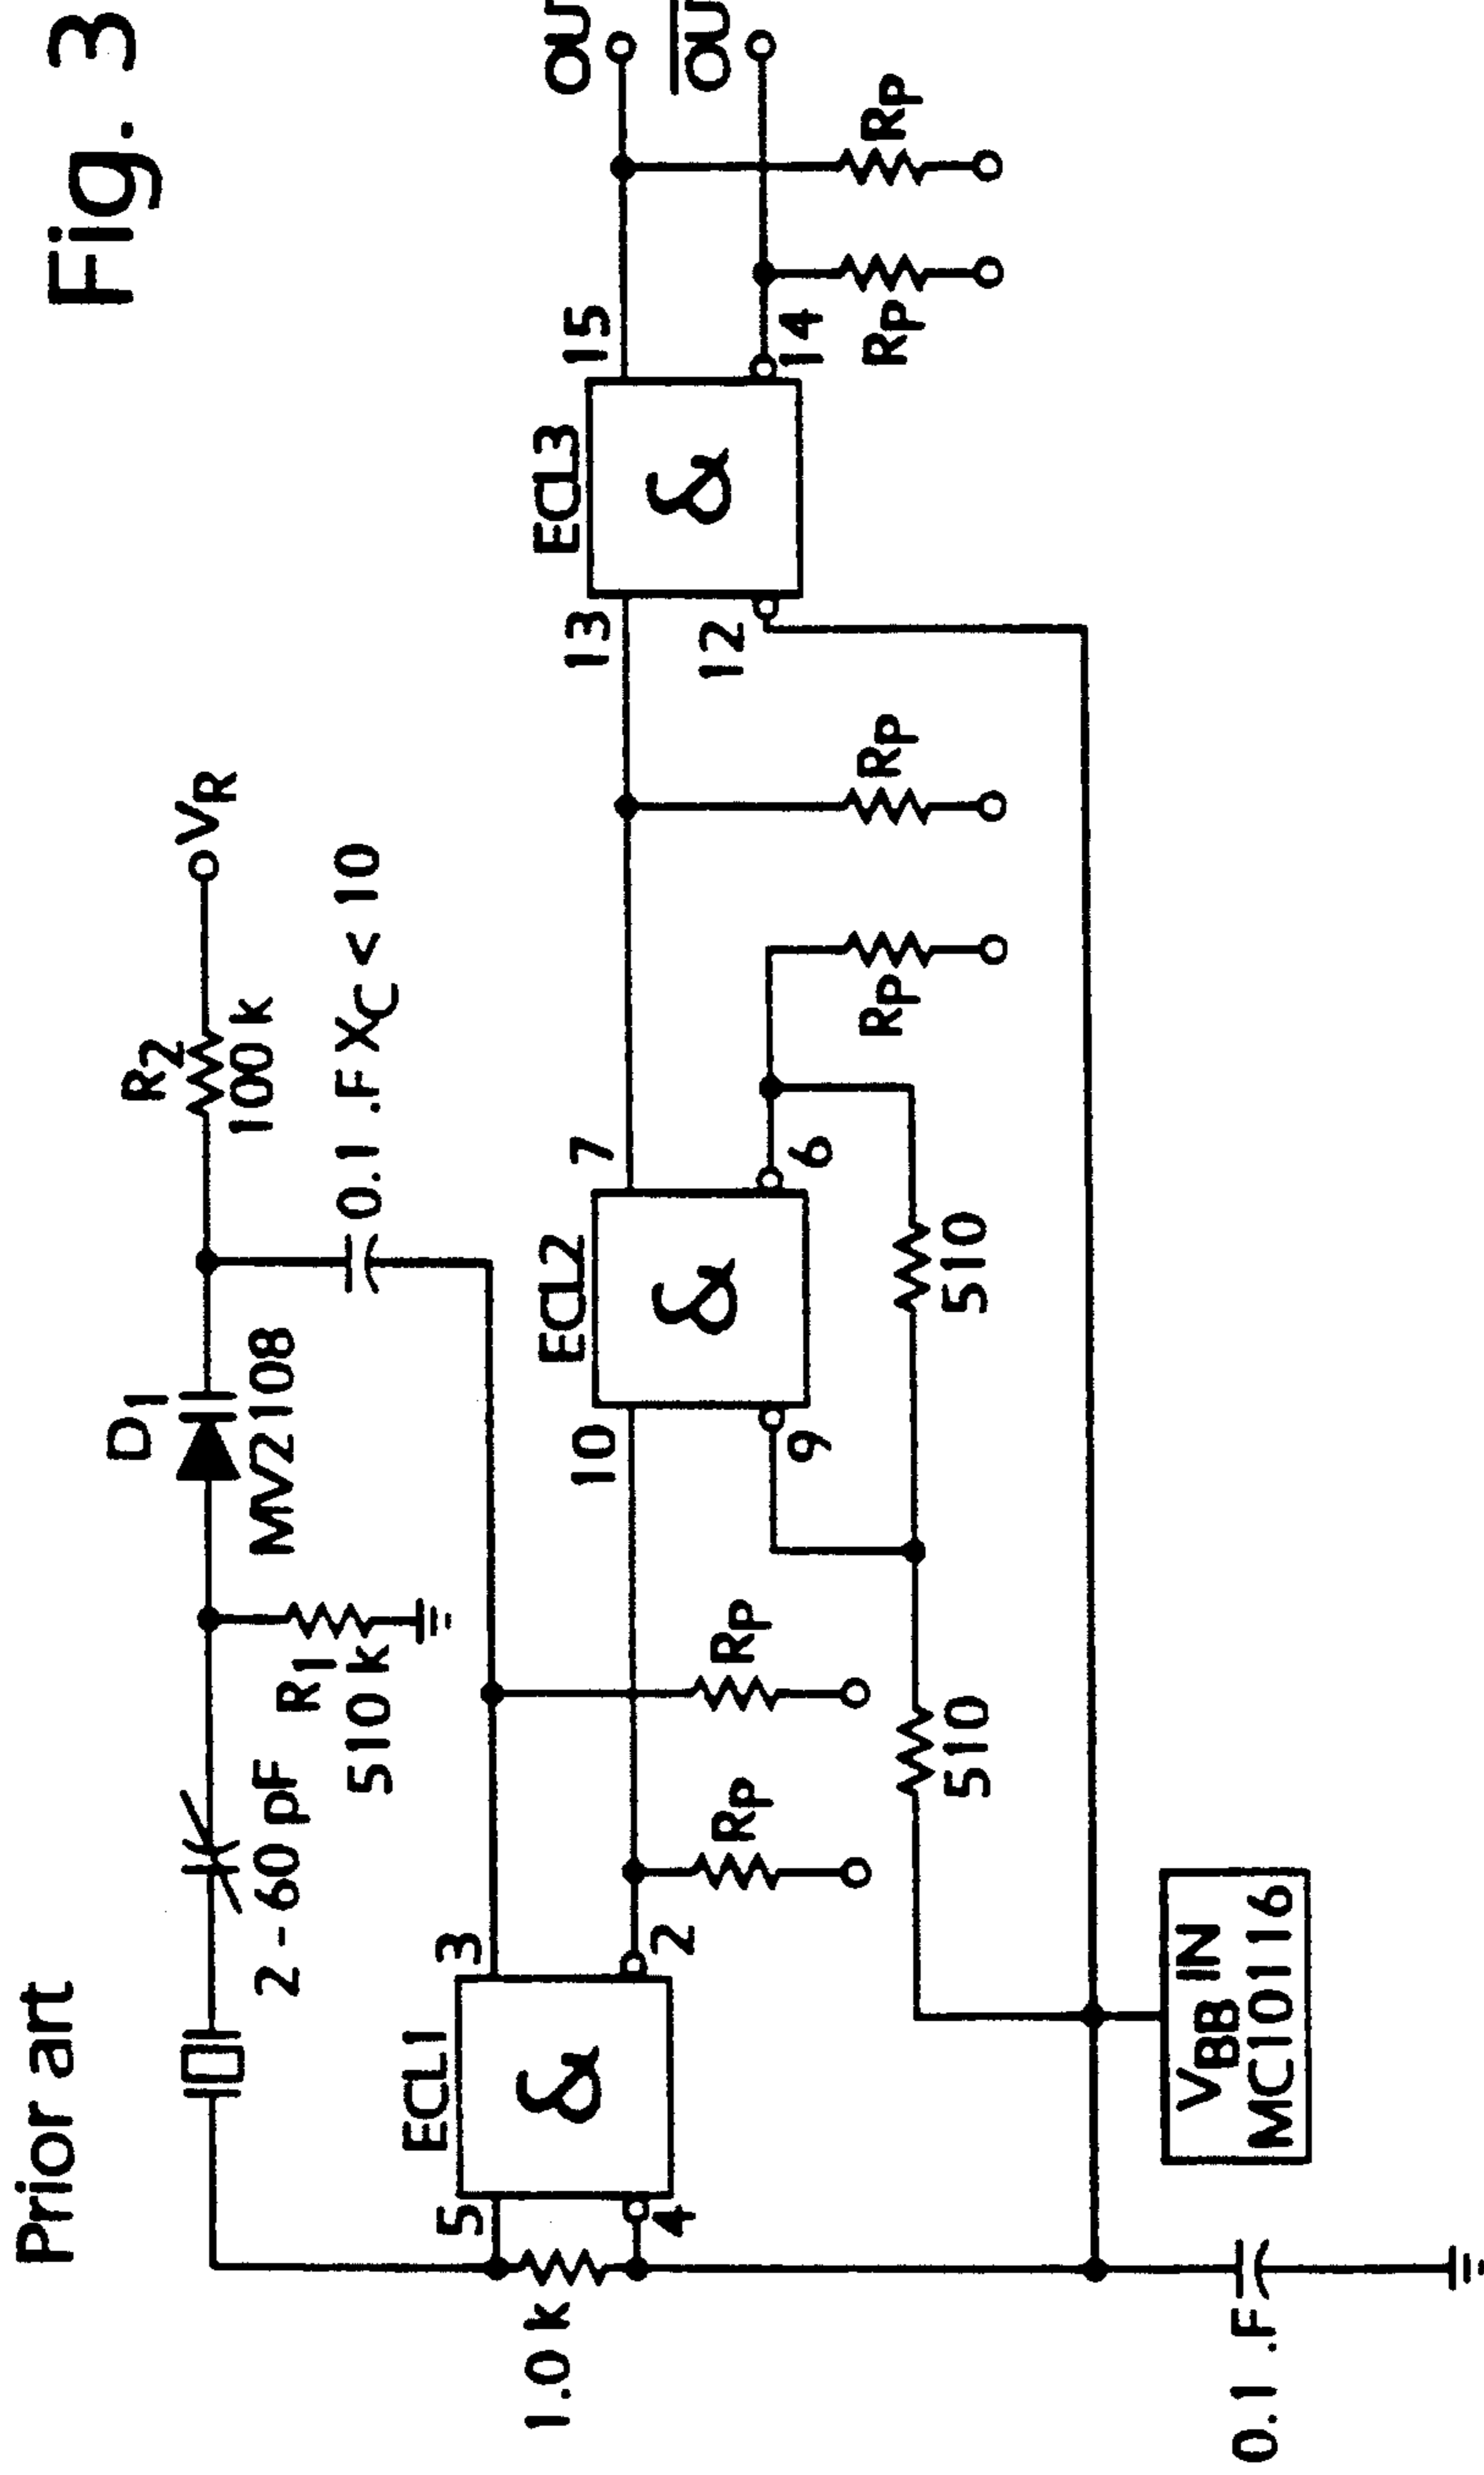 Prior art
Fig. 3
D1
R2
VR
2 - 60 pF
MV2108
100 k
R1
510 k
0.1 .F XC < 10
ECL1
5
3
&
4
2
1.0 k
Rp
Rp
ECL2
10
7
&
9
6
Rp
Rp
510
510
ECL3
13
15
&
12
14
Rp
Rp
OU
OU
VBB IN
MC10116
0.1 .F